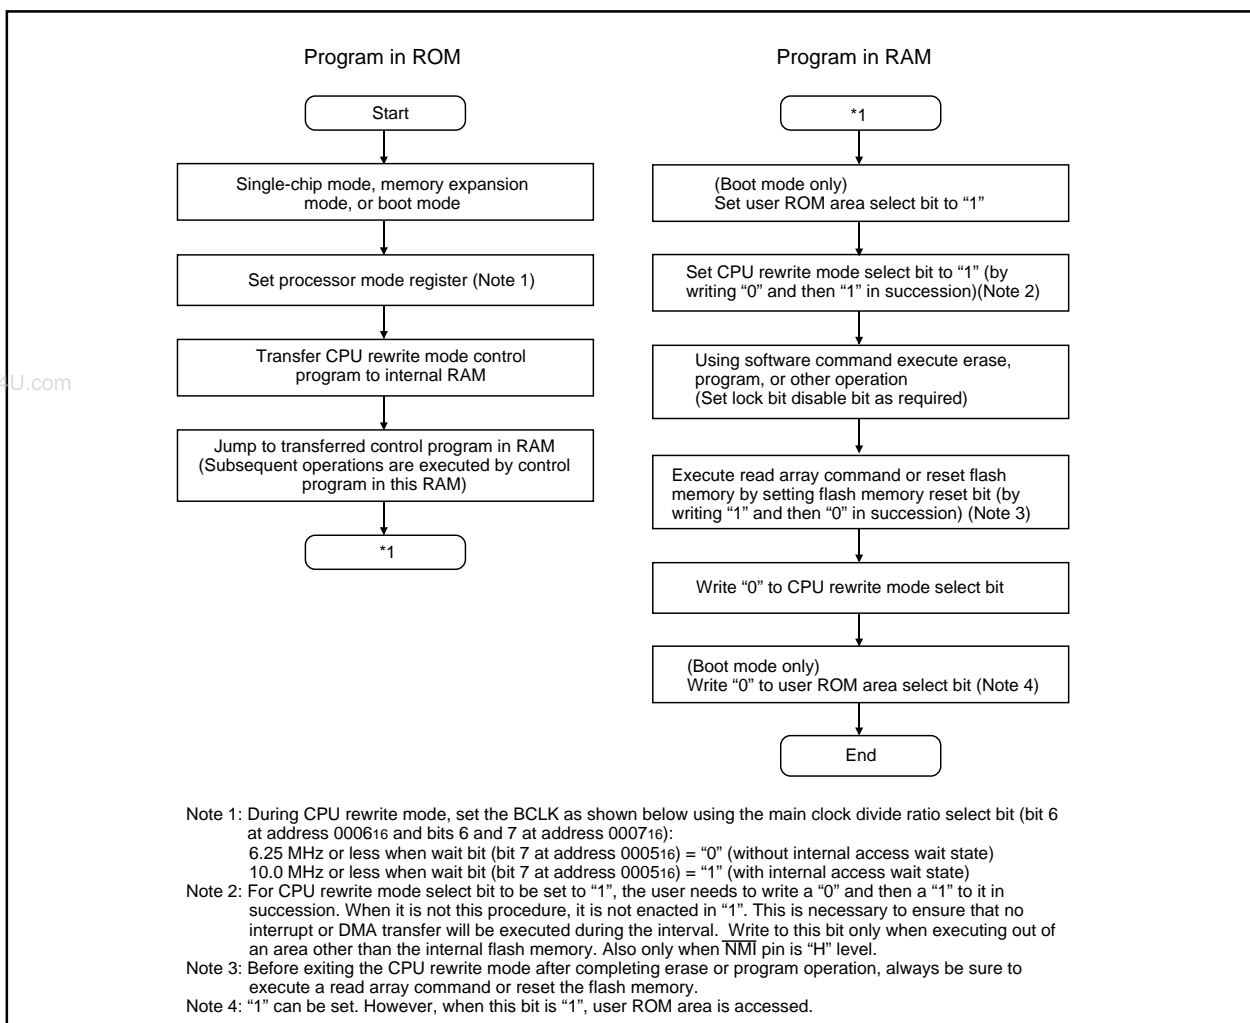 Program in ROM
Start
Single-chip mode, memory expansion
mode, or boot mode
Set processor mode register (Note 1)
Transfer CPU rewrite mode control
program to internal RAM
Jump to transferred control program in RAM
(Subsequent operations are executed by control
program in this RAM)
*1
Program in RAM
*1
(Boot mode only)
Set user ROM area select bit to “1”
Set CPU rewrite mode select bit to “1” (by
writing “0” and then “1” in succession)(Note 2)
Using software command execute erase,
program, or other operation
(Set lock bit disable bit as required)
Execute read array command or reset flash
memory by setting flash memory reset bit (by
writing “1” and then “0” in succession) (Note 3)
Write “0” to CPU rewrite mode select bit
(Boot mode only)
Write “0” to user ROM area select bit (Note 4)
End
4U.com
Note 1: During CPU rewrite mode, set the BCLK as shown below using the main clock divide ratio select bit (bit 6
at address 000616 and bits 6 and 7 at address 000716):
6.25 MHz or less when wait bit (bit 7 at address 000516) = “0” (without internal access wait state)
10.0 MHz or less when wait bit (bit 7 at address 000516) = “1” (with internal access wait state)
Note 2: For CPU rewrite mode select bit to be set to “1”, the user needs to write a “0” and then a “1” to it in
succession. When it is not this procedure, it is not enacted in “1”. This is necessary to ensure that no
interrupt or DMA transfer will be executed during the interval. Write to this bit only when executing out of
an area other than the internal flash memory. Also only when NMI pin is “H” level.
Note 3: Before exiting the CPU rewrite mode after completing erase or program operation, always be sure to
execute a read array command or reset the flash memory.
Note 4: “1” can be set. However, when this bit is “1”, user ROM area is accessed.